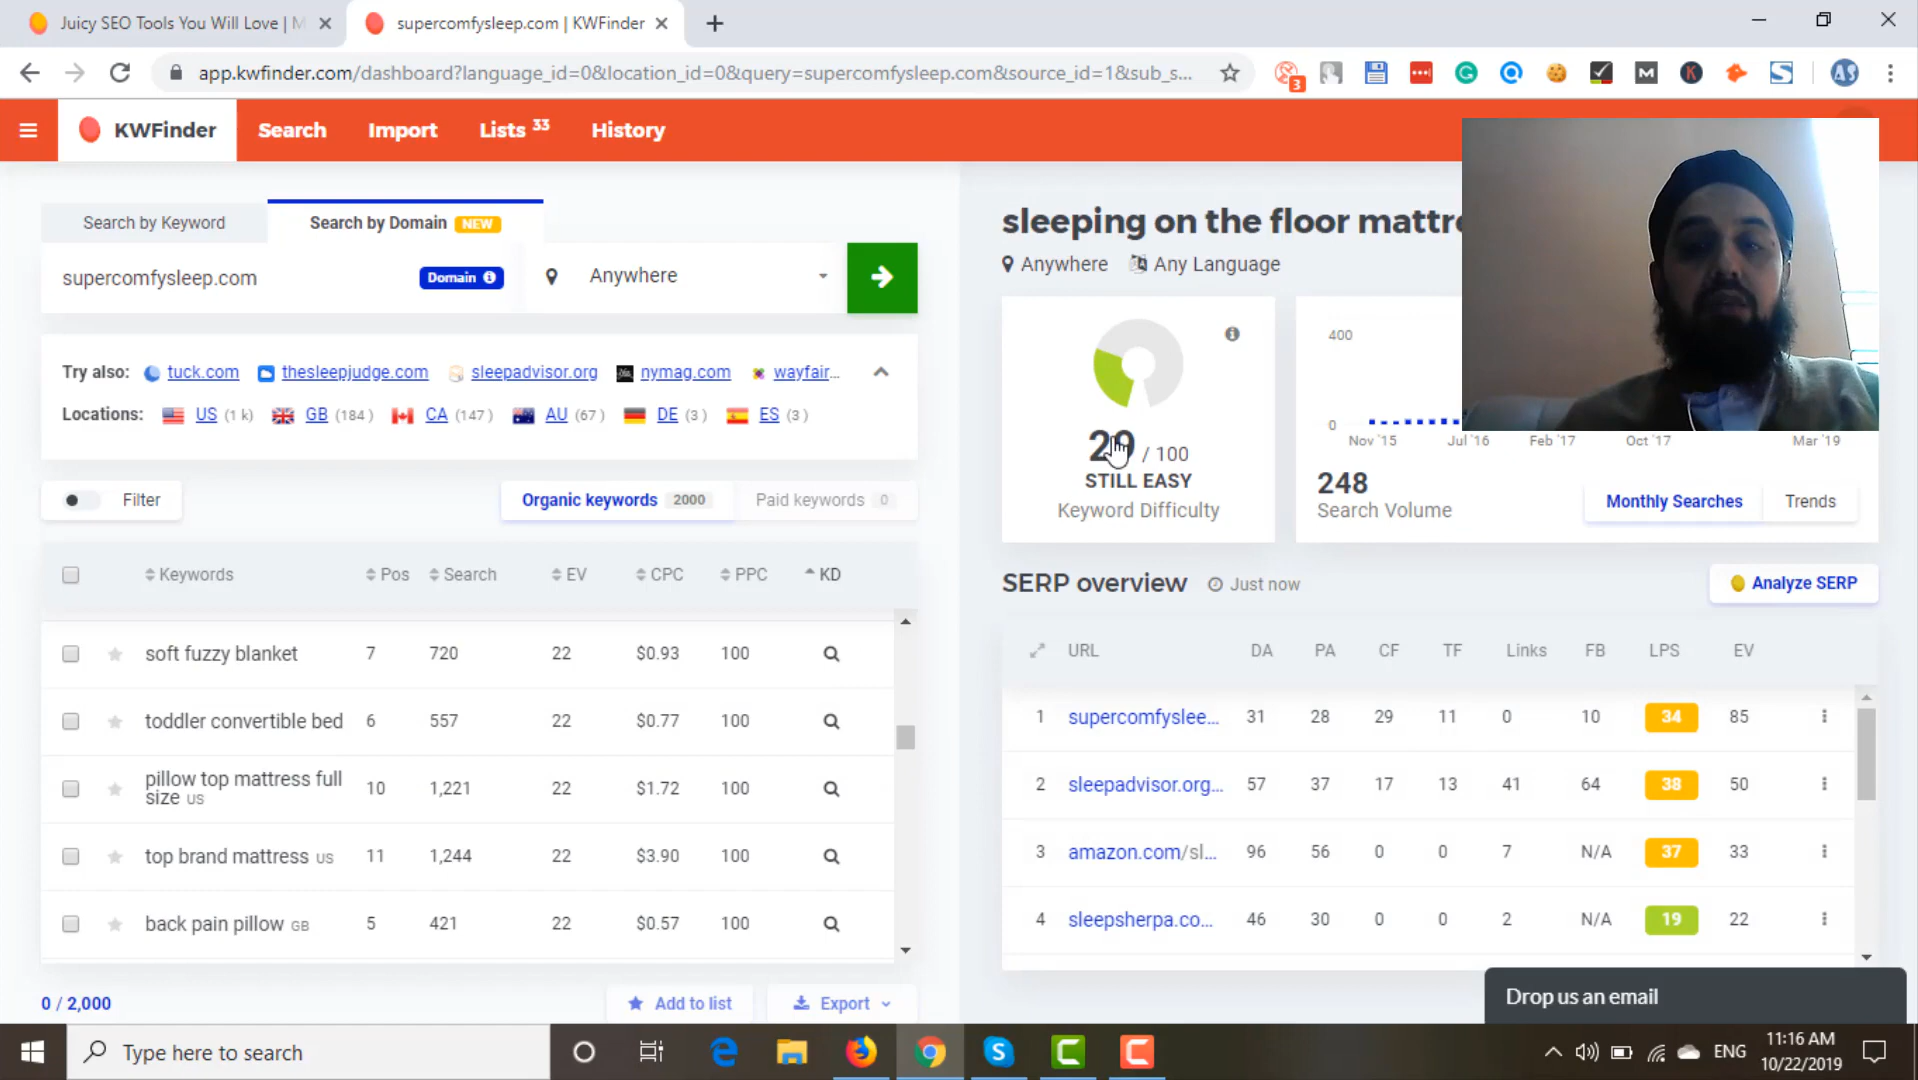 Juicy SEO Tools You Will Love | M
supercomfysleep.com | KWFinder
app.kwfinder.com/dashboard?language_id=0&location_id=0&query=supercomfysleep.com&source_id=1&sub_s...
3
AS
KWFinder
Search
Import
Lists 33
History
Search by Keyword
Search by Domain NEW
supercomfysleep.com
Domain
Anywhere
Try also: tuck.com thesleepjudge.com sleepadvisor.org nymag.com wayfair...
Locations: US (1 k) GB (184) CA (147) AU (67) DE (3) ES (3)
Filter
Organic keywords 2000
Paid keywords 0
Keywords Pos Search EV CPC PPC KD
soft fuzzy blanket 7 720 22 $0.93 100
toddler convertible bed 6 557 22 $0.77 100
pillow top mattress full
size US 10 1,221 22 $1.72 100
top brand mattress US 11 1,244 22 $3.90 100
back pain pillow GB 5 421 22 $0.57 100
0 / 2,000
Add to list
Export
sleeping on the floor mattr
Anywhere Any Language
29 / 100
STILL EASY
Keyword Difficulty
400
0
Nov '15 Jul '16 Feb '17 Oct '17 Mar '19
248
Search Volume
Monthly Searches Trends
SERP overview Just now
Analyze SERP
URL DA PA CF TF Links FB LPS EV
1 supercomfyslee... 31 28 29 11 0 10 34 85
2 sleepadvisor.org... 57 37 17 13 41 64 38 50
3 amazon.com/sl... 96 56 0 0 7 N/A 37 33
4 sleepsherpa.co... 46 30 0 0 2 N/A 19 22
Drop us an email
Type here to search
ENG
11:16 AM
10/22/2019